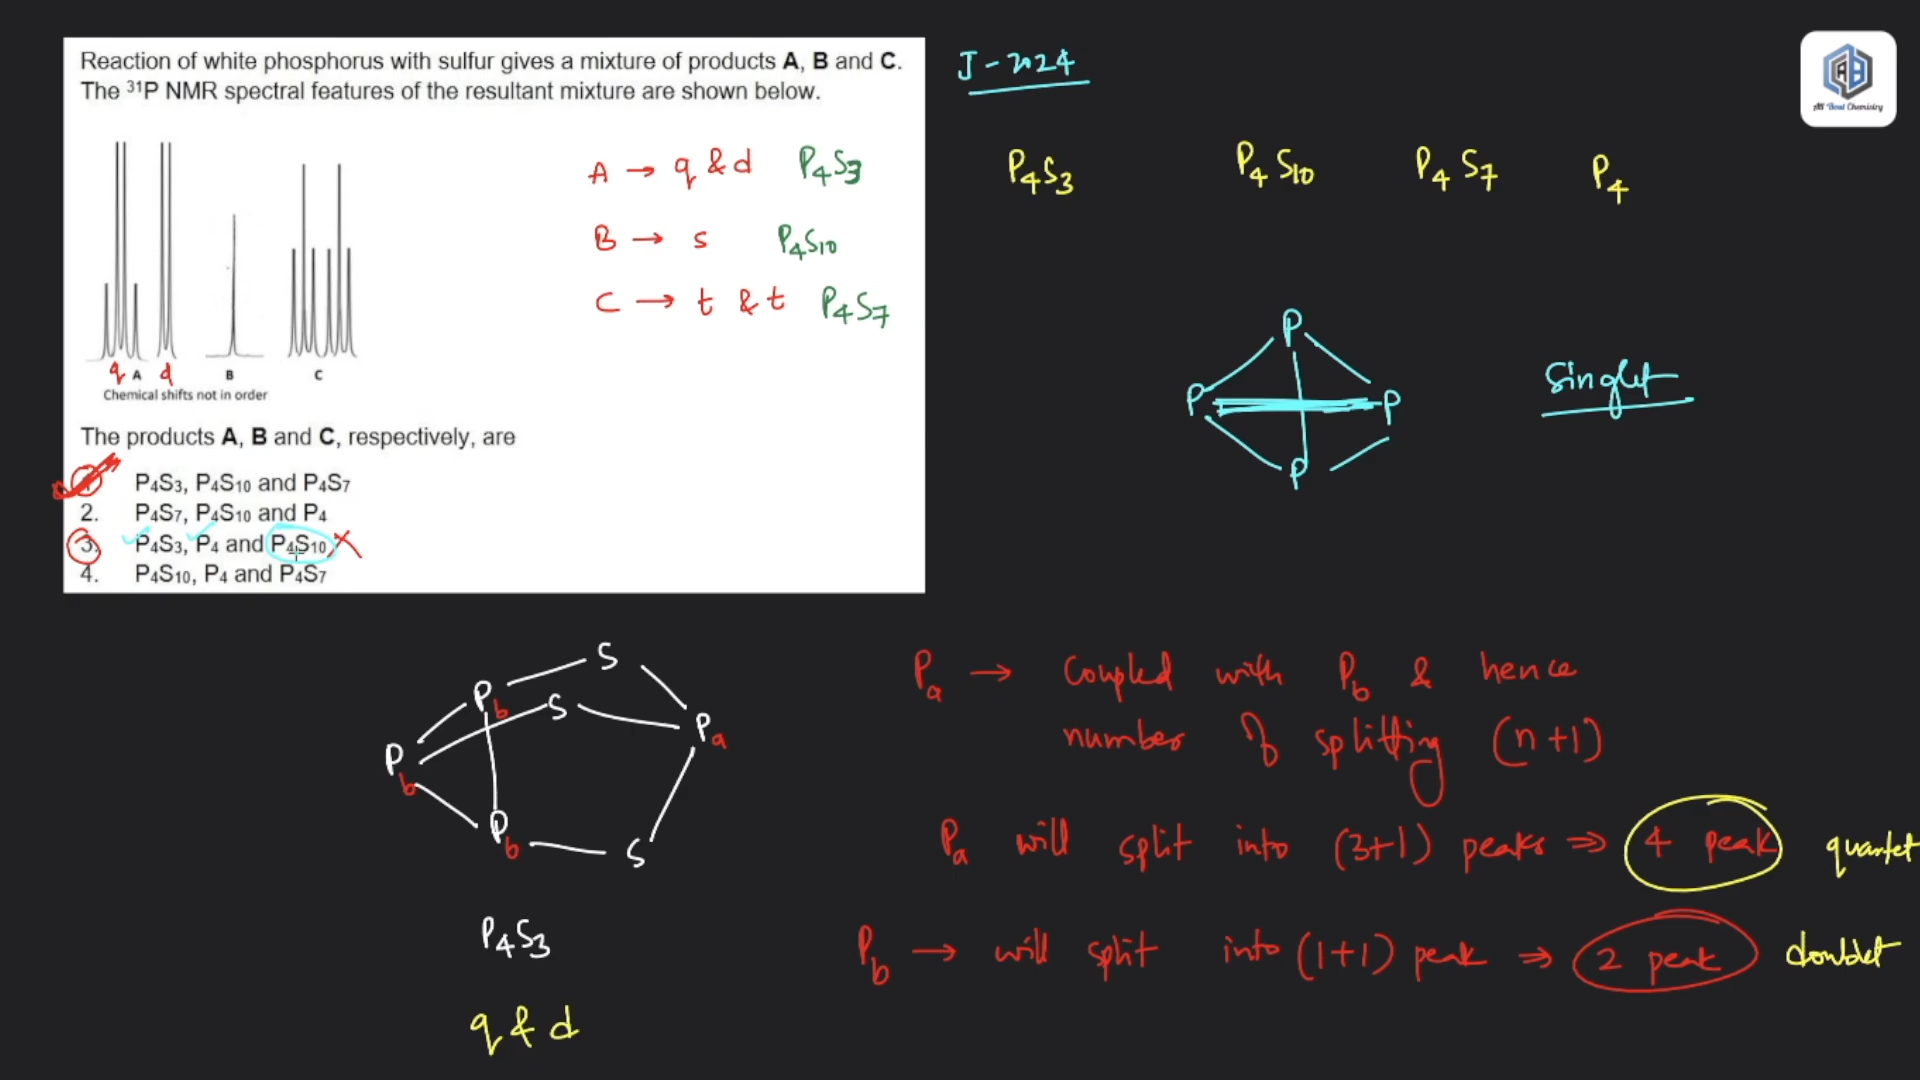 Reaction of white phosphorus with sulfur gives a mixture of products A, B and C.
The ³¹P NMR spectral features of the resultant mixture are shown below.
A → q & d P₄S₃
B → s P₄S₁₀
C → t & t P₄S₇
q A d B C
Chemical shifts not in order
The products A, B and C, respectively, are
P₄S₃, P₄S₁₀ and P₄S₇
2. P₄S₇, P₄S₁₀ and P₄
3. P₄S₃, P₄ and P₄S₁₀
4. P₄S₁₀, P₄ and P₄S₇
J-2024
All 'Bout Chemistry
P₄S₃ P₄S₁₀ P₄S₇ P₄
P
P P
P
Singlet
S
P b S
P a
P b
P b
S
P₄S₃
q & d
Pa → Coupled with Pb & hence
number of splitting (n+1)
Pa will split into (3+1) peaks ⇒ 4 peak quartet
Pb → will split into (1+1) peak ⇒ 2 peak doublet